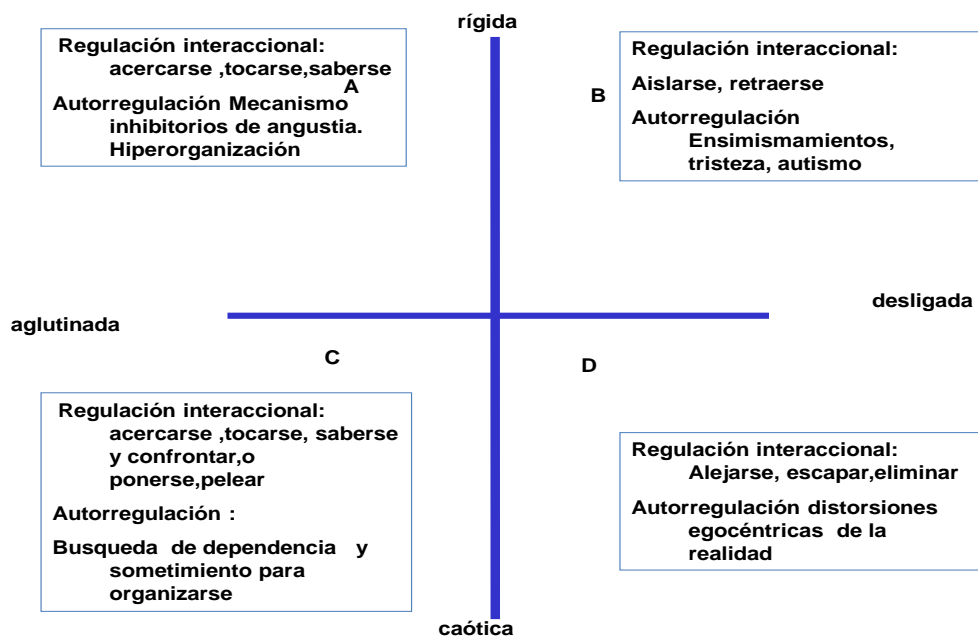 rígida
Regulación interaccional:
acercarse ,tocarse,saberse
A
Autorregulación Mecanismo
inhibitorios de angustia.
Hiperorganización
B
Regulación interaccional:
Aislarse, retraerse
Autorregulación
Ensimismamientos,
tristeza, autismo
aglutinada
desligada
C
D
Regulación interaccional:
acercarse ,tocarse, saberse
y confrontar,o
ponerse,pelear
Autorregulación :
Busqueda de dependencia y
sometimiento para
organizarse
Regulación interaccional:
Alejarse, escapar,eliminar
Autorregulación distorsiones
egocéntricas de la
realidad
caótica